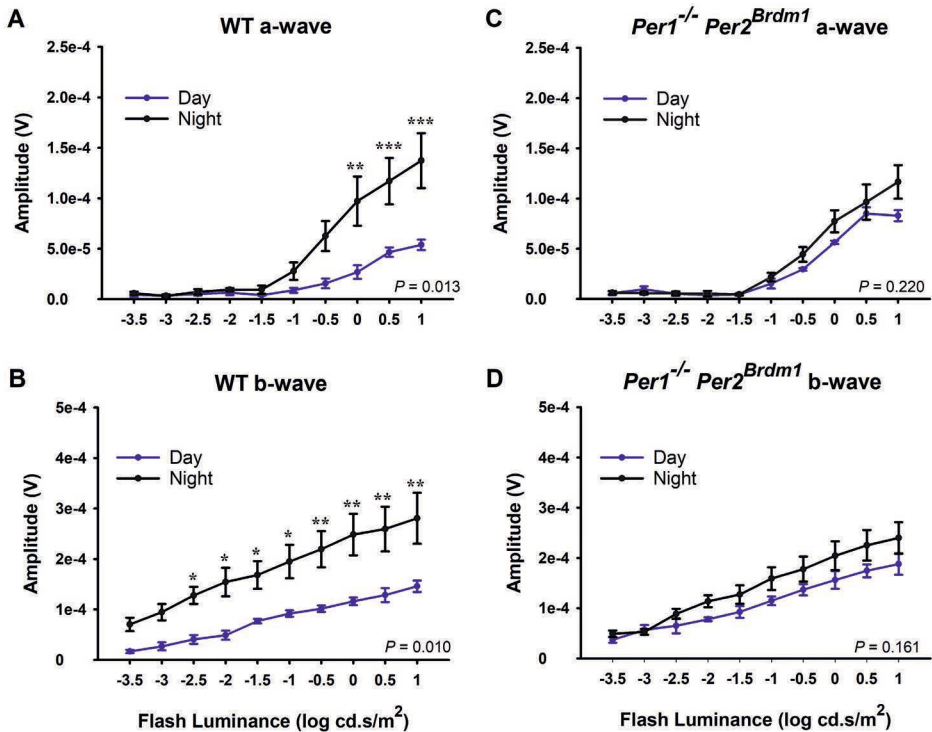 A
WT a-wave
2.5e-4
2.0e-4
1.5e-4
1.0e-4
5.0e-5
0.0
Amplitude (V)
Day
Night
** *** ***
P = 0.013
-3.5 -3 -2.5 -2 -1.5 -1 -0.5 0 0.5 1
C
Per1-/- Per2Brdm1 a-wave
2.5e-4
2.0e-4
1.5e-4
1.0e-4
5.0e-5
0.0
Amplitude (V)
Day
Night
P = 0.220
-3.5 -3 -2.5 -2 -1.5 -1 -0.5 0 0.5 1
B
WT b-wave
5e-4
4e-4
3e-4
2e-4
1e-4
0
Amplitude (V)
Day
Night
* * * * ** ** ** **
P = 0.010
-3.5 -3 -2.5 -2 -1.5 -1 -0.5 0 0.5 1
Flash Luminance (log cd.s/m2)
D
Per1-/- Per2Brdm1 b-wave
5e-4
4e-4
3e-4
2e-4
1e-4
0
Amplitude (V)
Day
Night
P = 0.161
-3.5 -3 -2.5 -2 -1.5 -1 -0.5 0 0.5 1
Flash Luminance (log cd.s/m2)